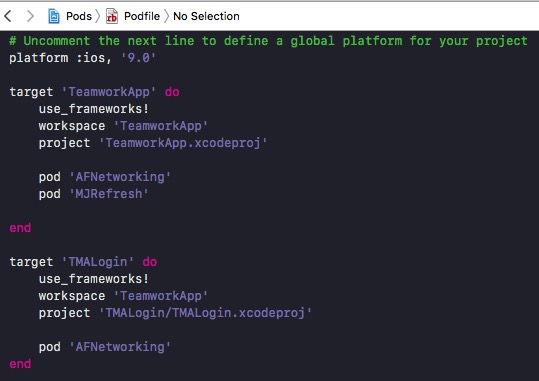 Pods Podfile No Selection
# Uncomment the next line to define a global platform for your project
platform :ios, '9.0'
target 'TeamworkApp' do
    use_frameworks!
    workspace 'TeamworkApp'
    project 'TeamworkApp.xcodeproj'
    pod 'AFNetworking'
    pod 'MJRefresh'
end
target 'TMALogin' do
    use_frameworks!
    workspace 'TeamworkApp'
    project 'TMALogin/TMALogin.xcodeproj'
    pod 'AFNetworking'
end